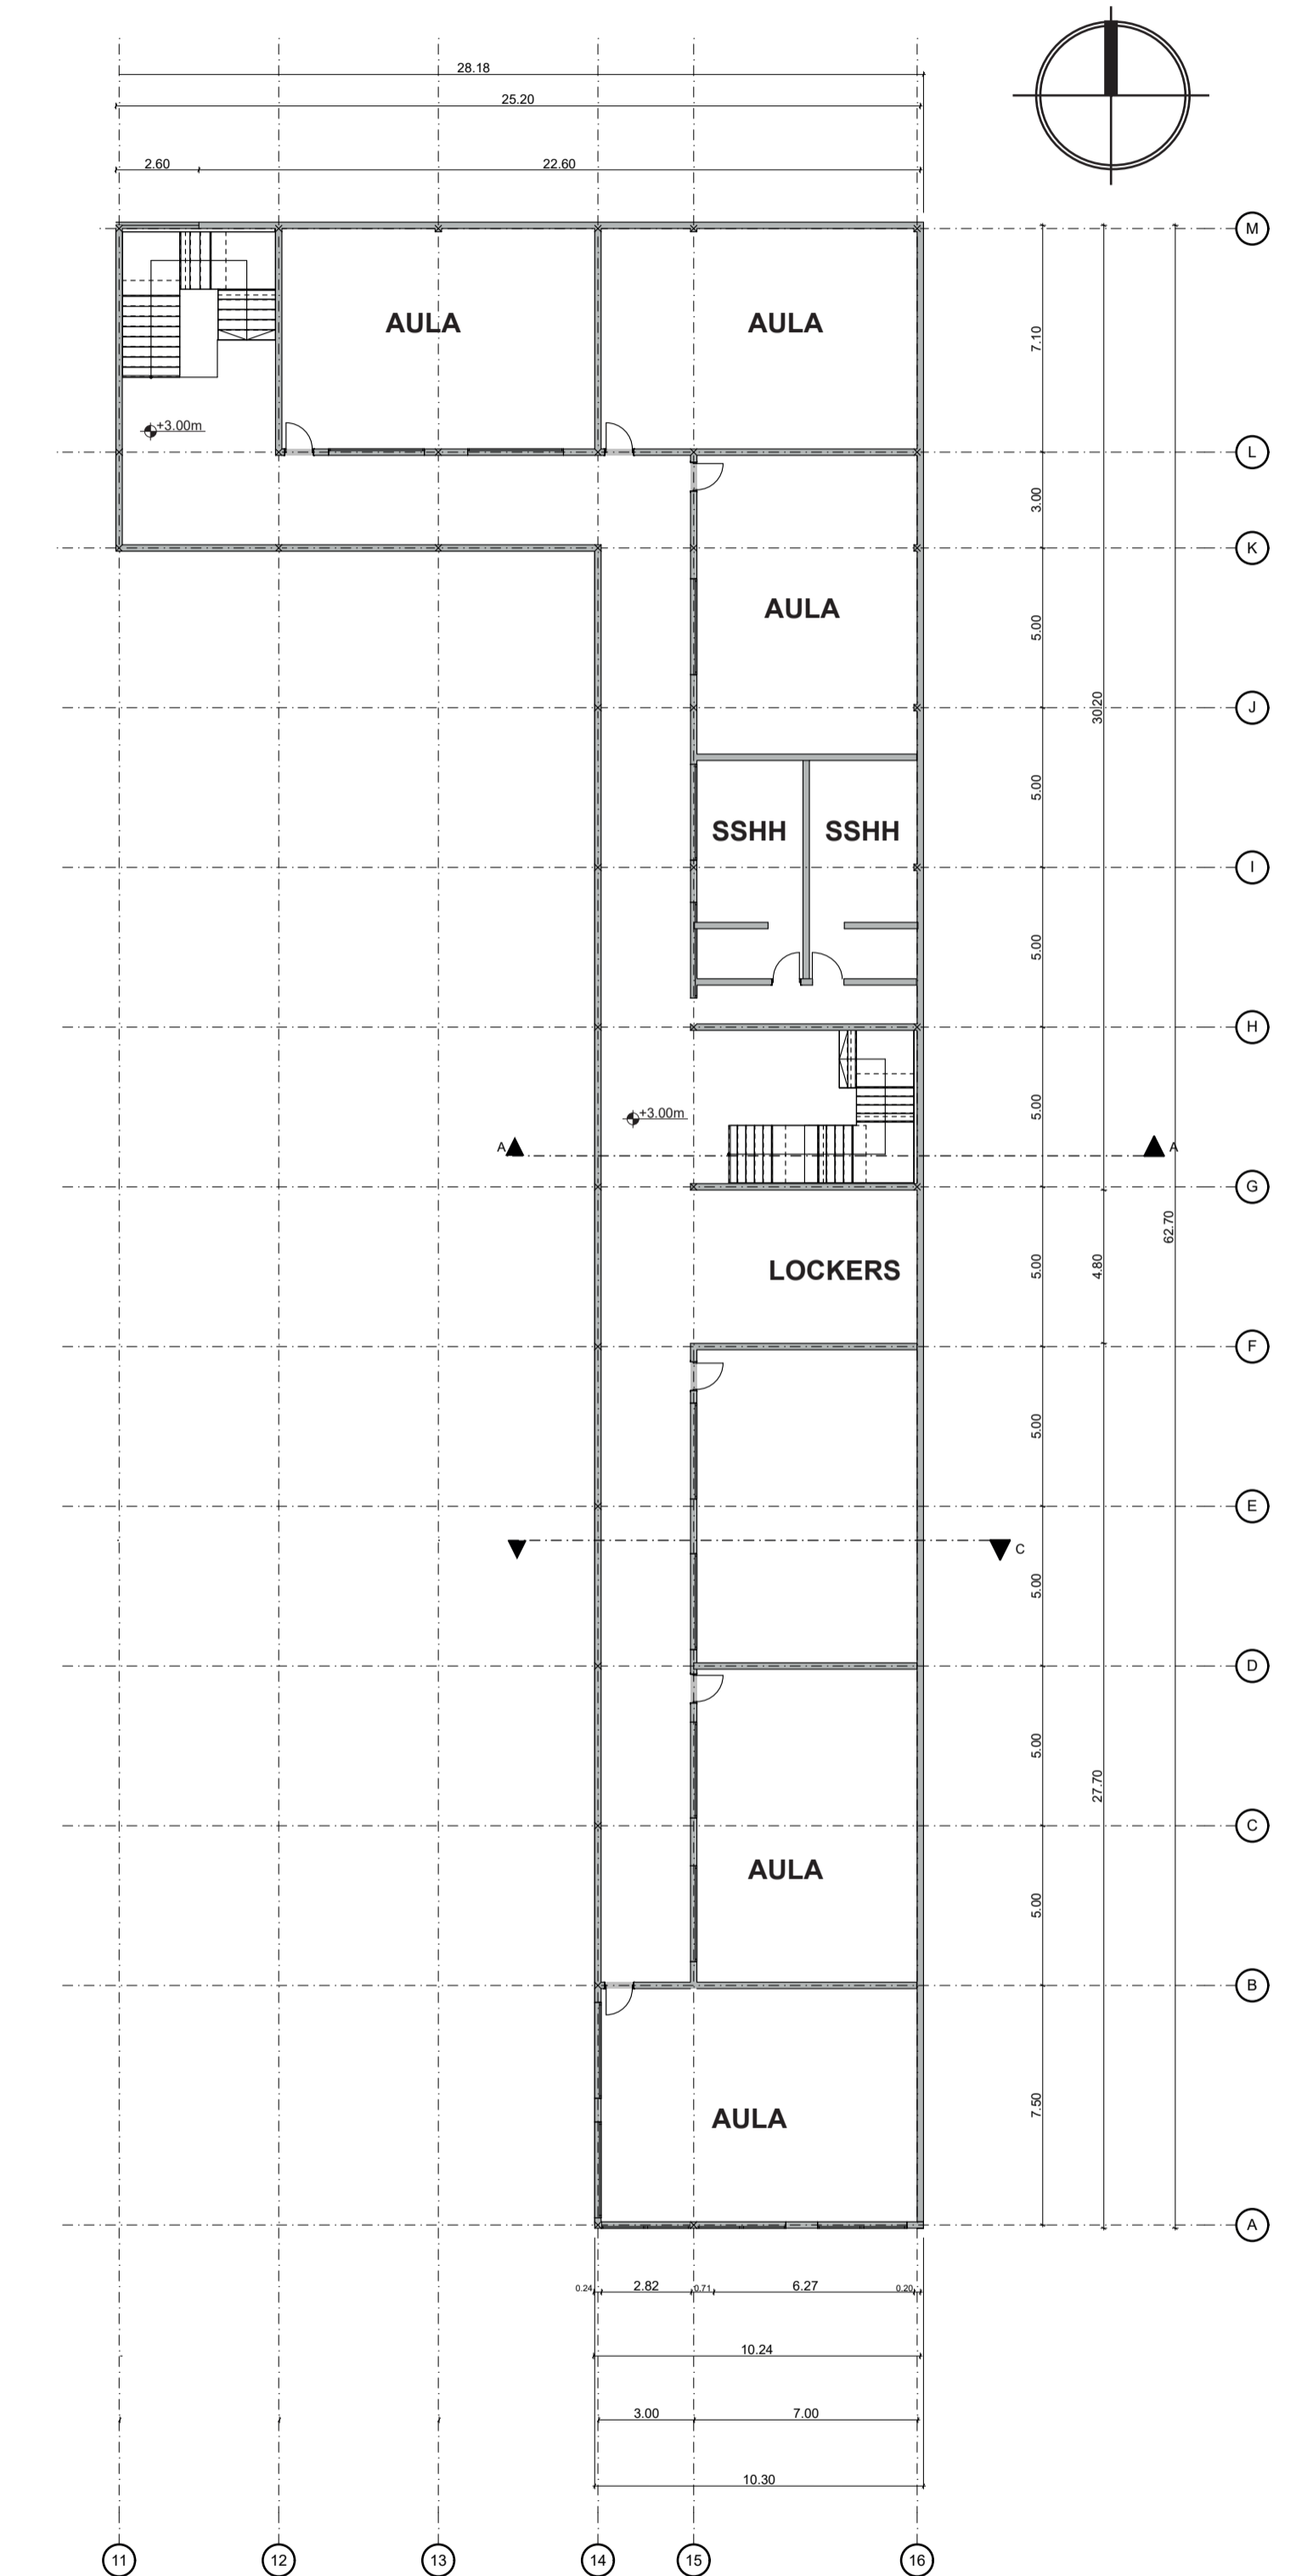 28.18
25.20
2.60
22.60
M
AULA
AULA
7.10
+3.00m
L
3.00
K
AULA
5.00
30.20
J
5.00
SSHH
SSHH
I
5.00
H
+3.00m
5.00
A
A
G
62.70
LOCKERS
5.00
4.80
F
5.00
E
C
5.00
D
5.00
27.70
C
AULA
5.00
B
7.50
AULA
A
0.24
2.82
0.71
6.27
0.20
10.24
3.00
7.00
10.30
11
12
13
14
15
16